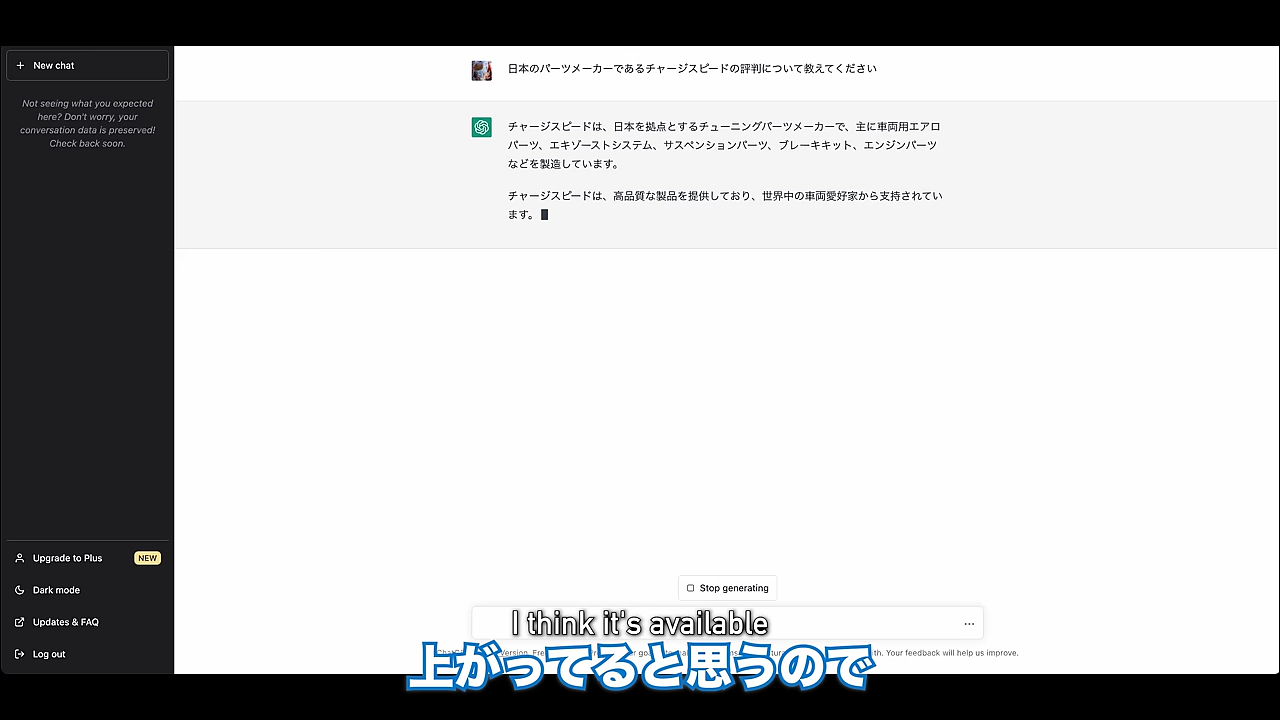 New chat
Not seeing what you expected
here? Don't worry, your
conversation data is preserved!
Check back soon.
日本のパーツメーカーであるチャージスピードの評判について教えてください
チャージスピードは、日本を拠点とするチューニングパーツメーカーで、主に車両用エアロ
パーツ、エキゾーストシステム、サスペンションパーツ、ブレーキキット、エンジンパーツ
などを製造しています。
チャージスピードは、高品質な製品を提供しており、世界中の車両愛好家から支持されてい
ます。
Upgrade to Plus NEW
Dark mode
Updates & FAQ
Log out
Stop generating
I think it's available
Your feedback will help us improve.
上がってると思うので